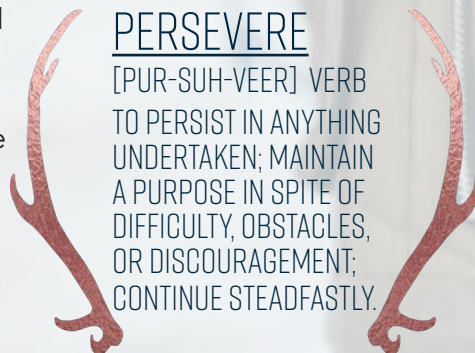 PERSEVERE
[PUR-SUH-VEER] VERB
TO PERSIST IN ANYTHING
UNDERTAKEN; MAINTAIN
A PURPOSE IN SPITE OF
DIFFICULTY, OBSTACLES,
OR DISCOURAGEMENT;
CONTINUE STEADFASTLY.